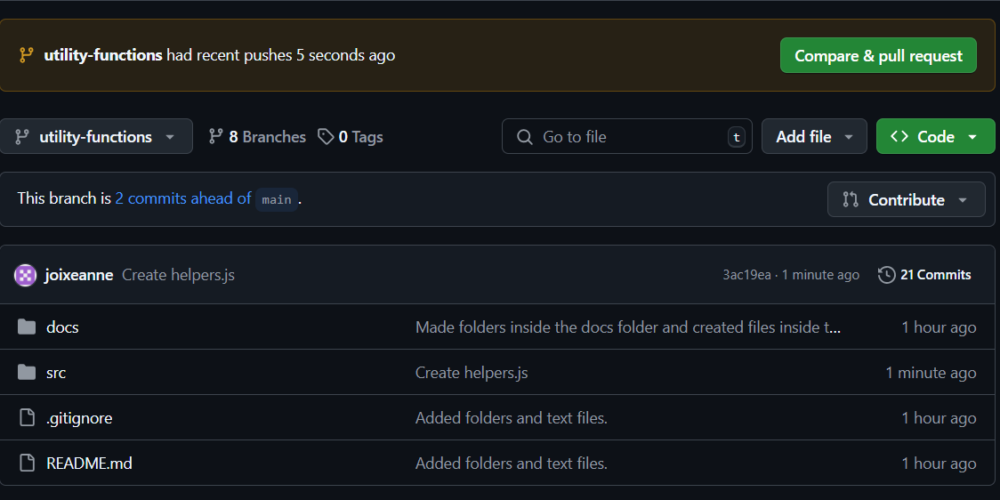 utility-functions had recent pushes 5 seconds ago
Compare & pull request
utility-functions
8 Branches
0 Tags
Go to file
t
Add file
Code
This branch is 2 commits ahead of main.
Contribute
joixeanne Create helpers.js
3ac19ea · 1 minute ago
21 Commits
docs Made folders inside the docs folder and created files inside t... 1 hour ago
src Create helpers.js 1 minute ago
.gitignore Added folders and text files. 1 hour ago
README.md Added folders and text files. 1 hour ago